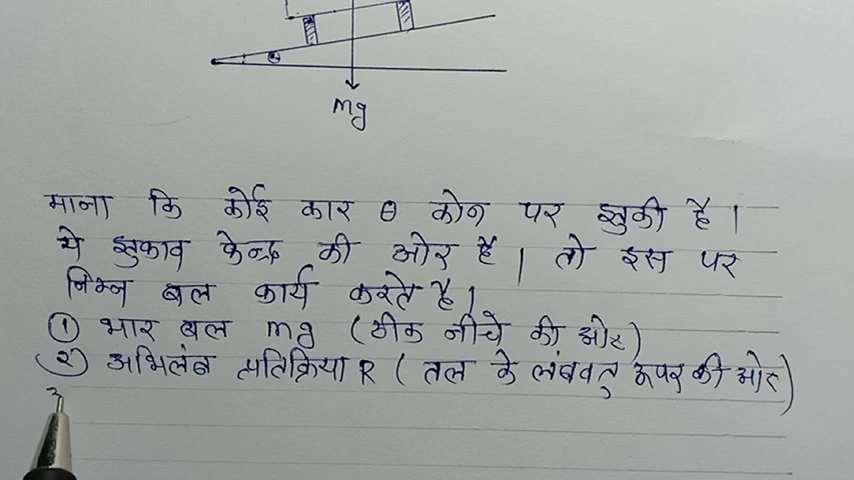 θ
mg
माना कि कोई कार θ कोन पर झुकी है।
ये झुकाव केन्द्र की ओर है। तो इस पर
निम्न बल कार्य करते है।
① भार बल mg (ठीक नीचे की ओर)
② अभिलंब प्रतिक्रिया R ( तल के लंबवत् ऊपर की ओर)